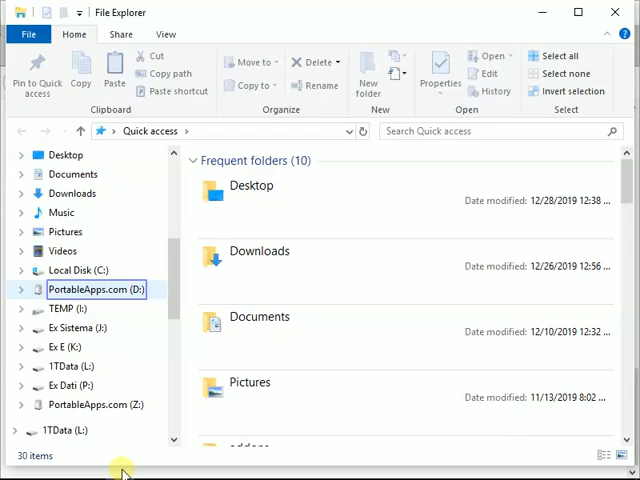 File Explorer
File Home Share View
Pin to Quick access
Copy
Paste
Cut
Copy path
Paste shortcut
Clipboard
Move to
Copy to
Delete
Rename
Organize
New folder
New
Properties
Open
Edit
History
Open
Select all
Select none
Invert selection
Select
Quick access
Search Quick access
Desktop
Documents
Downloads
Music
Pictures
Videos
Local Disk (C:)
PortableApps.com (D:)
TEMP (I:)
Ex Sistema (J:)
Ex E (K:)
1TData (L:)
Ex Dati (P:)
PortableApps.com (Z:)
1TData (L:)
Frequent folders (10)
Desktop
Date modified: 12/28/2019 12:38 ...
Downloads
Date modified: 12/26/2019 12:56 ...
Documents
Date modified: 12/10/2019 12:32 ...
Pictures
Date modified: 11/13/2019 8:02 ...
30 items